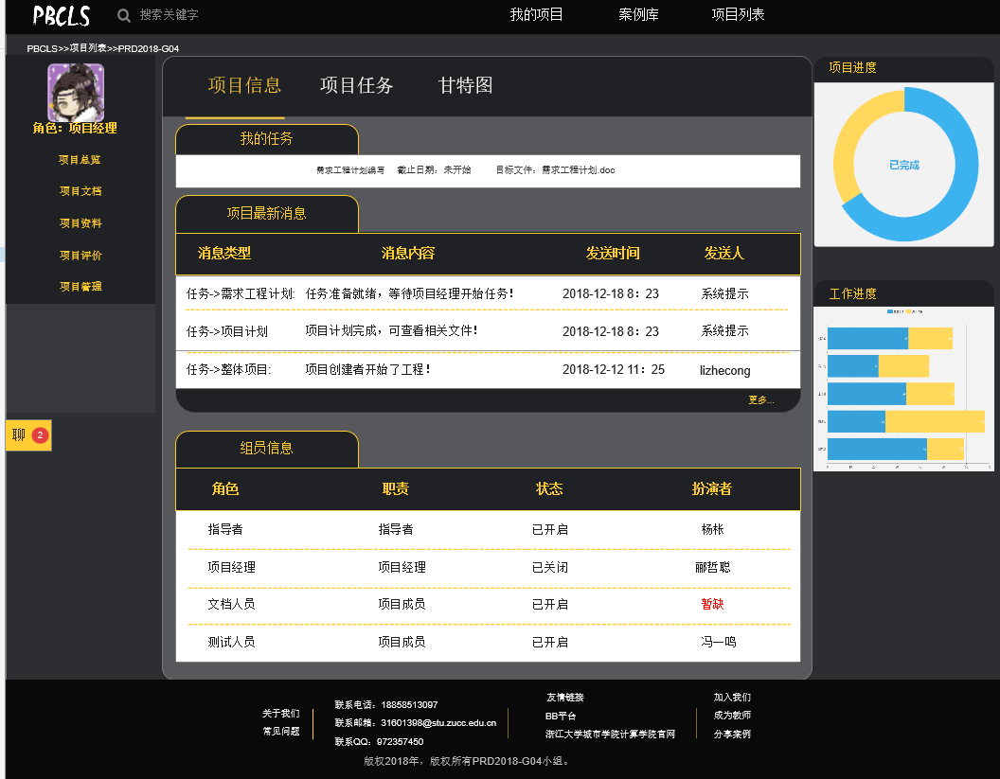 PBCLS 搜索关键字 我的项目 案例库 项目列表
PBCLS>>项目列表>>PRD2018-G04
角色：项目经理
项目总览
项目文档
项目资料
项目评价
项目管理
聊 2
项目信息 项目任务 甘特图
我的任务
需求工程计划编写 截止日期：未开始 目标文件：需求工程计划.doc
项目最新消息
消息类型 消息内容 发送时间 发送人
任务->需求工程计划: 任务准备就绪，等待项目经理开始任务！ 2018-12-18 8：23 系统提示
任务->项目计划 项目计划完成，可查看相关文件！ 2018-12-18 8：23 系统提示
任务->整体项目: 项目创建者开始了工程！ 2018-12-12 11：25 lizhecong
更多...
组员信息
角色 职责 状态 扮演者
指导者 指导者 已开启 杨枨
项目经理 项目经理 已关闭 郦哲聪
文档人员 项目成员 已开启 暂缺
测试人员 项目成员 已开启 冯一鸣
项目进度
已完成
工作进度
关于我们
常见问题
联系电话：18858513097
联系邮箱：31601398@stu.zucc.edu.cn
联系QQ：972357450
友情链接
BB平台
浙江大学城市学院计算学院官网
加入我们
成为教师
分享案例
版权2018年，版权所有PRD2018-G04小组。